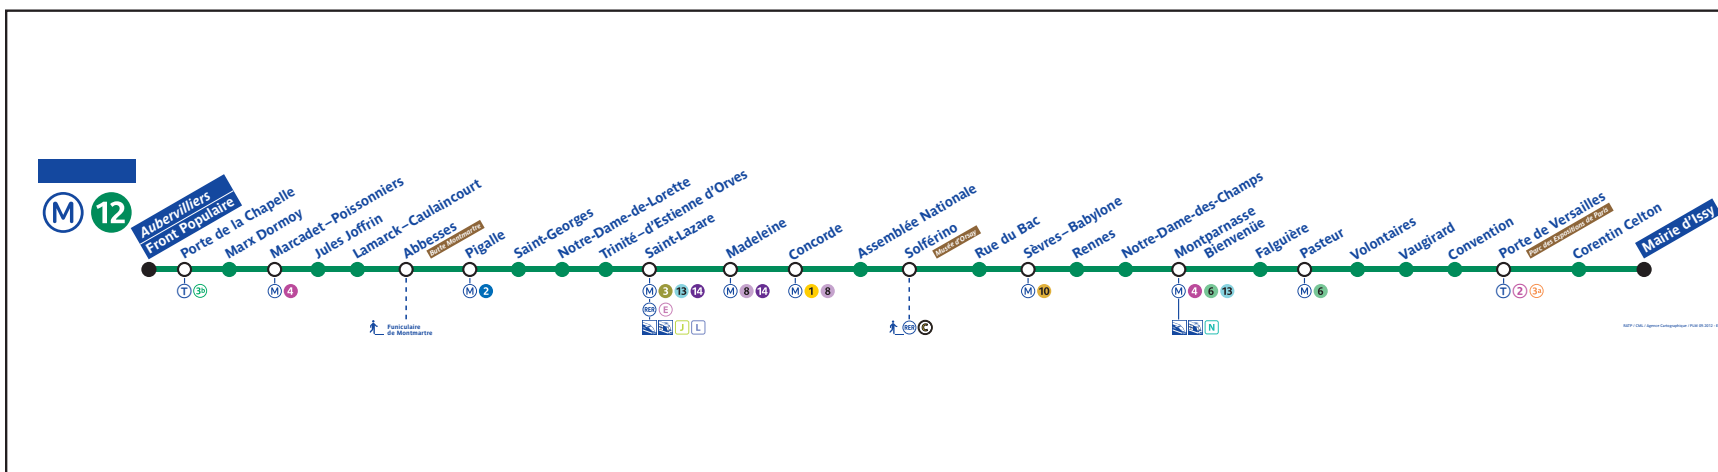 M 12
Aubervilliers
Front Populaire
Porte de la Chapelle
T 3b
Marx Dormoy
Marcadet–Poissonniers
M 4
Jules Joffrin
Lamarck–Caulaincourt
Abbesses
Butte Montmartre
Funiculaire
de Montmartre
Pigalle
M 2
Saint-Georges
Notre-Dame-de-Lorette
Trinité–d'Estienne d'Orves
Saint-Lazare
M 3 13 14
RER E
J L
Madeleine
M 8 14
Concorde
M 1 8
Assemblée Nationale
Solférino
Musée d'Orsay
RER C
Rue du Bac
Sèvres–Babylone
M 10
Rennes
Notre-Dame-des-Champs
Montparnasse
Bienvenüe
M 4 6 13
N
Falguière
Pasteur
M 6
Volontaires
Vaugirard
Convention
Porte de Versailles
Parc des Expositions de Paris
T 2 3a
Corentin Celton
Mairie d'Issy